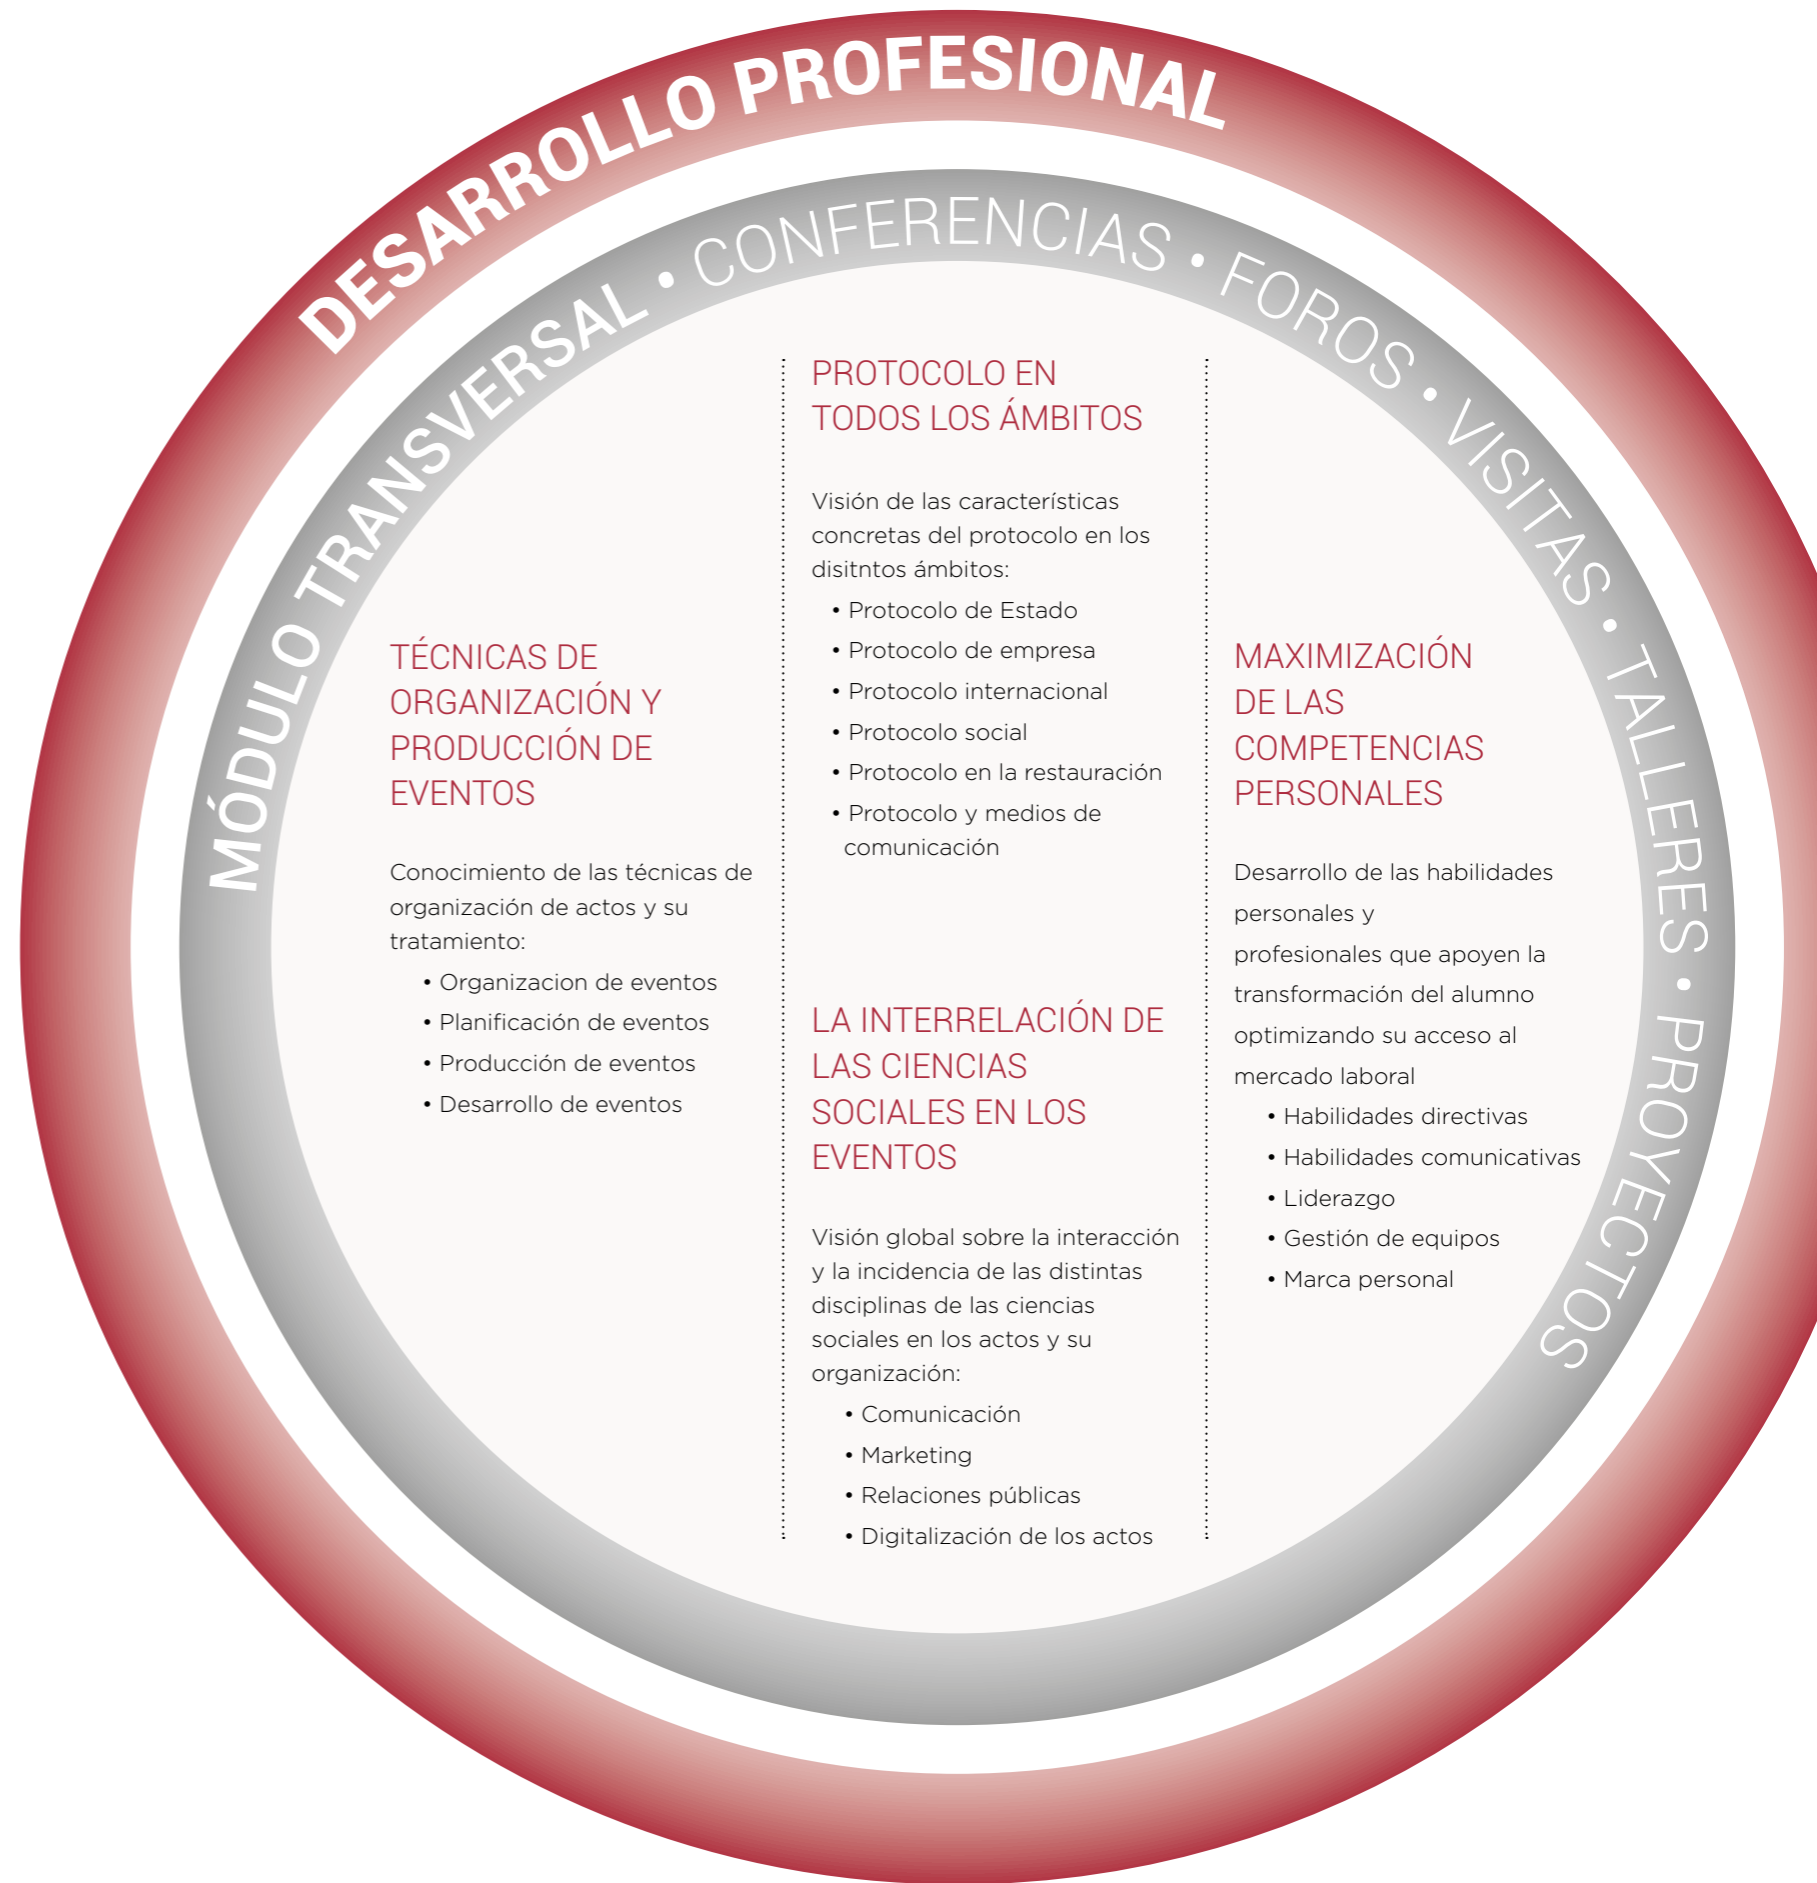 DESARROLLO PROFESIONAL
MÓDULO TRANSVERSAL • CONFERENCIAS • FOROS • VISITAS • TALLERES • PROYECTOS
TÉCNICAS DE
ORGANIZACIÓN Y
PRODUCCIÓN DE
EVENTOS
Conocimiento de las técnicas de
organización de actos y su
tratamiento:
• Organizacion de eventos
• Planificación de eventos
• Producción de eventos
• Desarrollo de eventos
PROTOCOLO EN
TODOS LOS ÁMBITOS
Visión de las características
concretas del protocolo en los
disitntos ámbitos:
• Protocolo de Estado
• Protocolo de empresa
• Protocolo internacional
• Protocolo social
• Protocolo en la restauración
• Protocolo y medios de
comunicación
LA INTERRELACIÓN DE
LAS CIENCIAS
SOCIALES EN LOS
EVENTOS
Visión global sobre la interacción
y la incidencia de las distintas
disciplinas de las ciencias
sociales en los actos y su
organización:
• Comunicación
• Marketing
• Relaciones públicas
• Digitalización de los actos
MAXIMIZACIÓN
DE LAS
COMPETENCIAS
PERSONALES
Desarrollo de las habilidades
personales y
profesionales que apoyen la
transformación del alumno
optimizando su acceso al
mercado laboral
• Habilidades directivas
• Habilidades comunicativas
• Liderazgo
• Gestión de equipos
• Marca personal